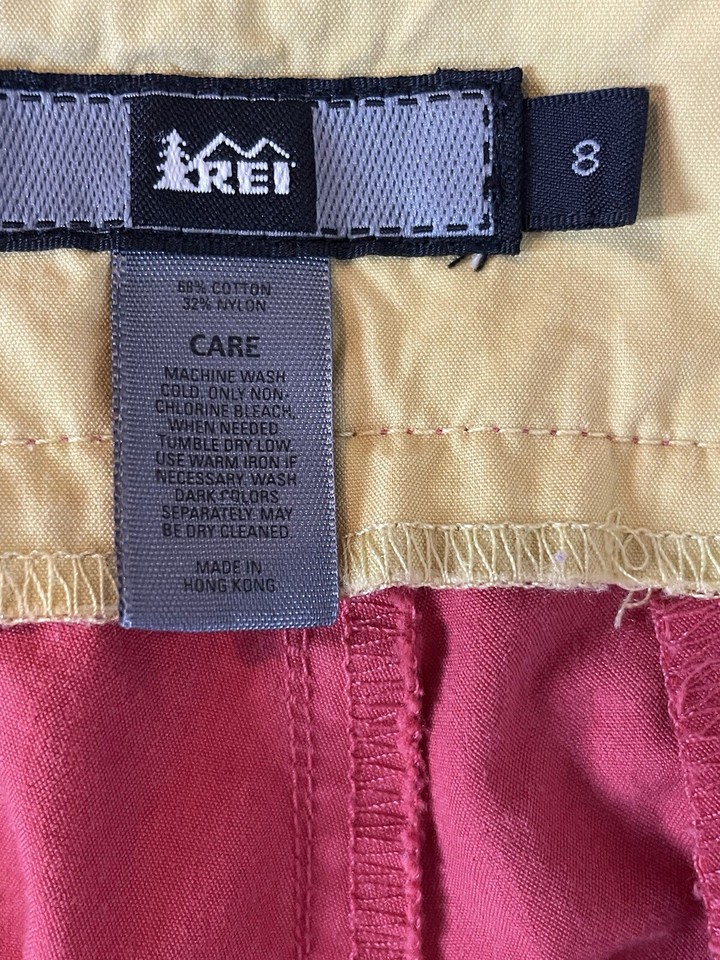 REI
8
68% COTTON
32% NYLON
CARE
MACHINE WASH
COLD. ONLY NON-
CHLORINE BLEACH,
WHEN NEEDED.
TUMBLE DRY LOW.
USE WARM IRON IF
NECESSARY. WASH
DARK COLORS
SEPARATELY. MAY
BE DRY CLEANED
MADE IN
HONG KONG